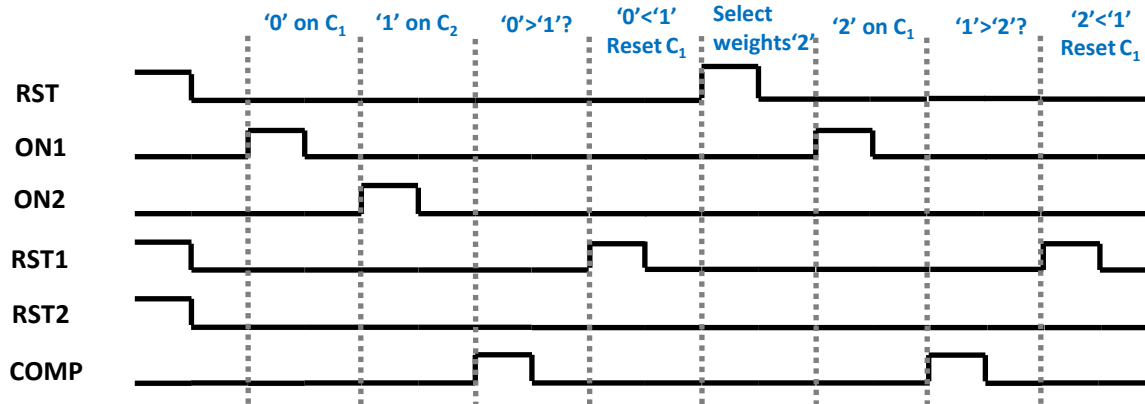 ‘0’ on C1
‘1’ on C2
‘0’>‘1’?
‘0’<‘1’
Reset C1
Select
weights‘2’
‘2’ on C1
‘1’>‘2’?
‘2’<‘1’
Reset C1
RST
ON1
ON2
RST1
RST2
COMP